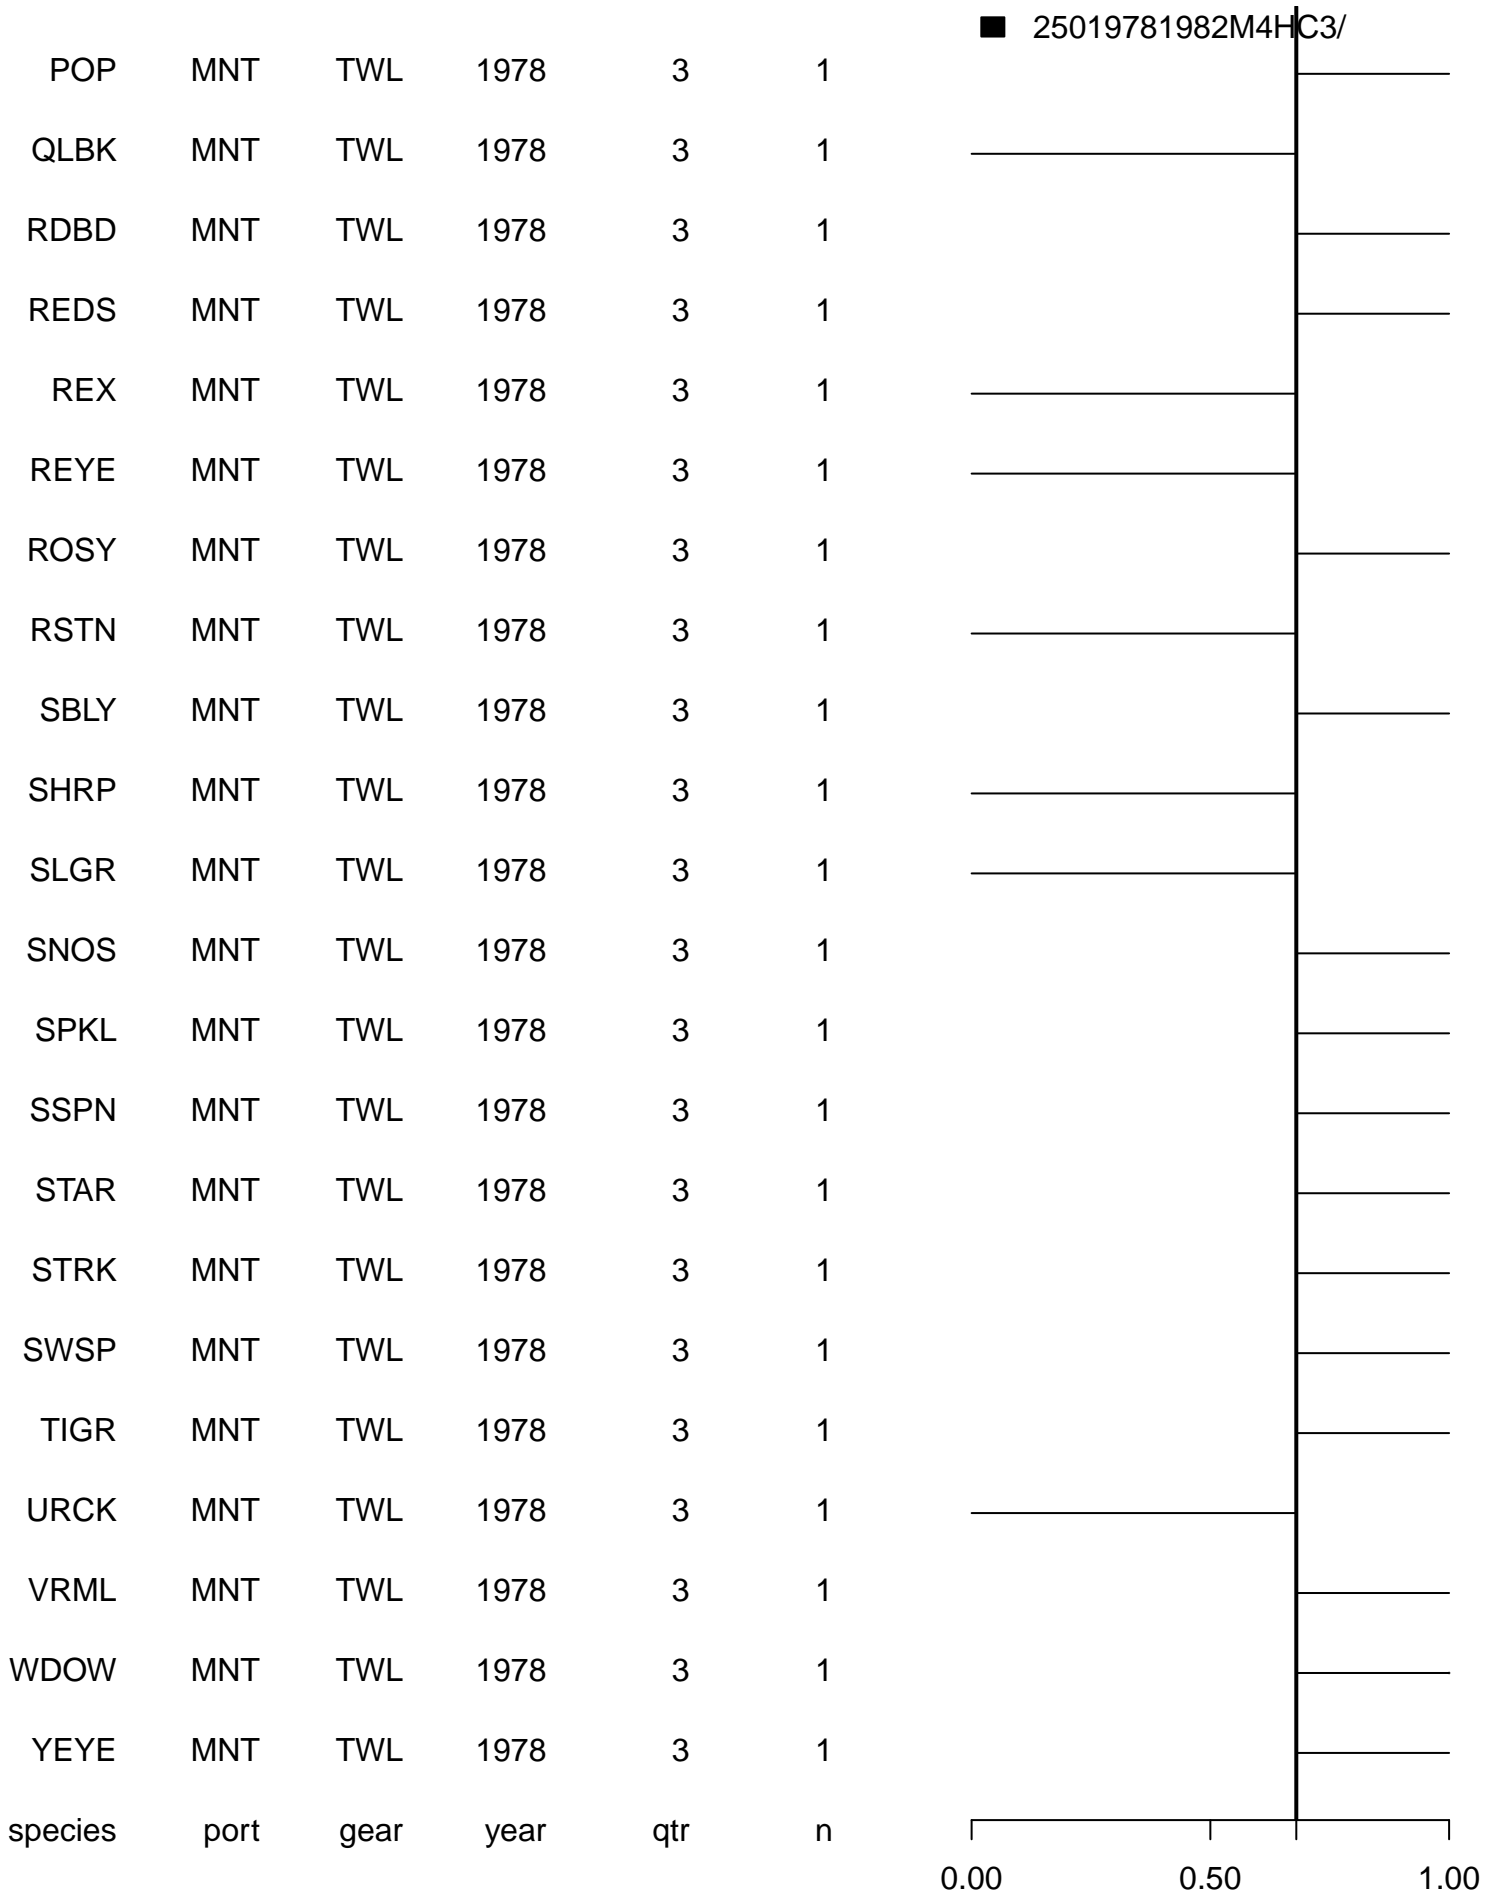 25019781982M4HC3/
POP MNT TWL 1978 3 1
QLBK MNT TWL 1978 3 1
RDBD MNT TWL 1978 3 1
REDS MNT TWL 1978 3 1
REX MNT TWL 1978 3 1
REYE MNT TWL 1978 3 1
ROSY MNT TWL 1978 3 1
RSTN MNT TWL 1978 3 1
SBLY MNT TWL 1978 3 1
SHRP MNT TWL 1978 3 1
SLGR MNT TWL 1978 3 1
SNOS MNT TWL 1978 3 1
SPKL MNT TWL 1978 3 1
SSPN MNT TWL 1978 3 1
STAR MNT TWL 1978 3 1
STRK MNT TWL 1978 3 1
SWSP MNT TWL 1978 3 1
TIGR MNT TWL 1978 3 1
URCK MNT TWL 1978 3 1
VRML MNT TWL 1978 3 1
WDOW MNT TWL 1978 3 1
YEYE MNT TWL 1978 3 1
species port gear year qtr n
0.00 0.50 1.00